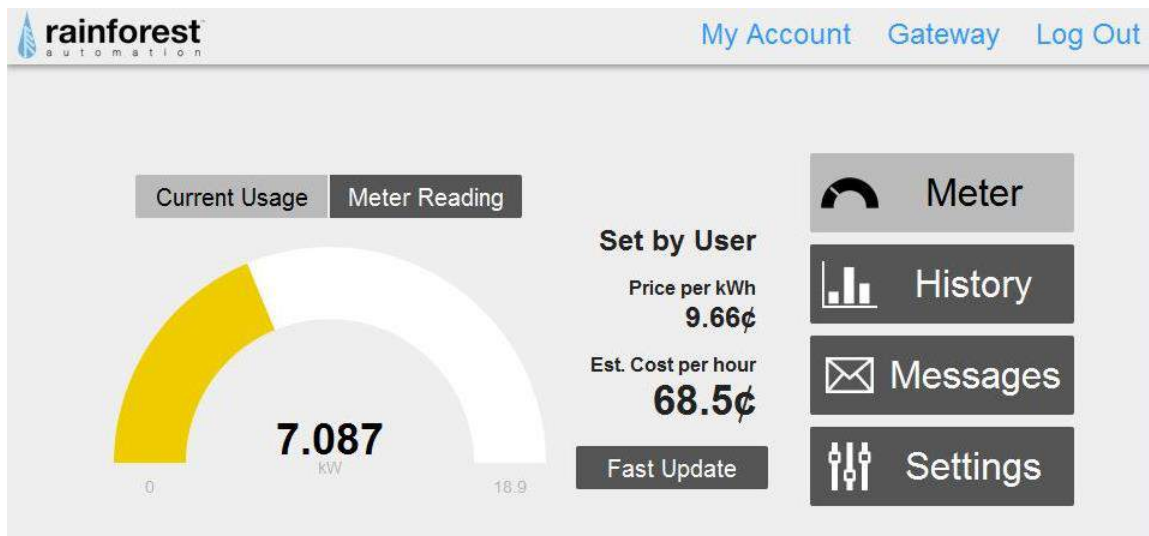 rainforest™
automation
My Account Gateway Log Out
Current Usage Meter Reading
Set by User
Price per kWh
9.66¢
Est. Cost per hour
68.5¢
Fast Update
7.087
kW
0 18.9
Meter
History
Messages
Settings